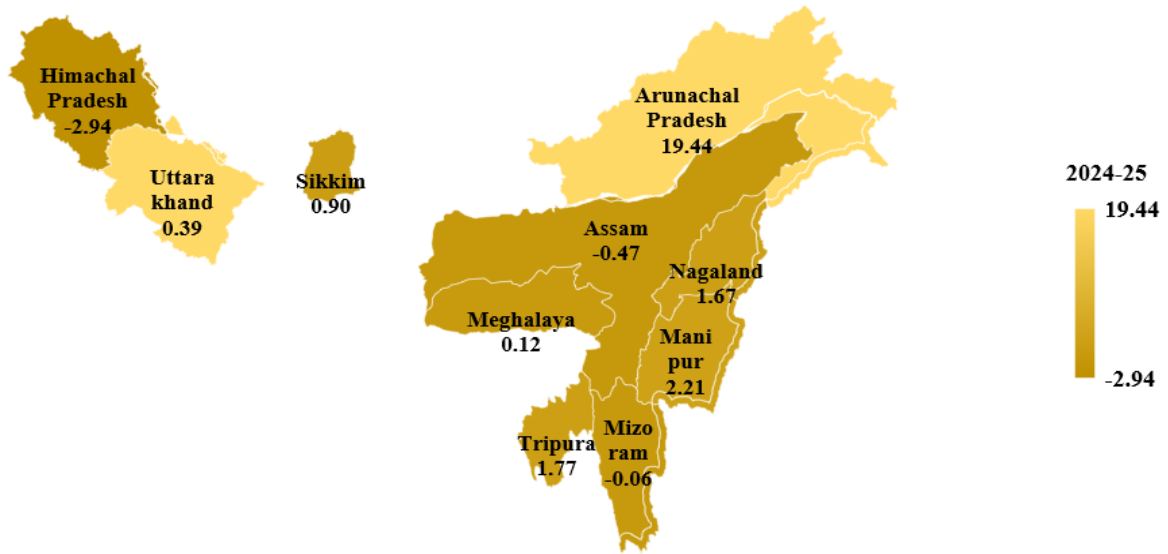 Himachal
Pradesh
-2.94
Uttara
khand
0.39
Sikkim
0.90
Arunachal
Pradesh
19.44
Assam
-0.47
Nagaland
1.67
Meghalaya
0.12
Mani
pur
2.21
Tripura
1.77
Mizo
ram
-0.06
2024-25
19.44
-2.94